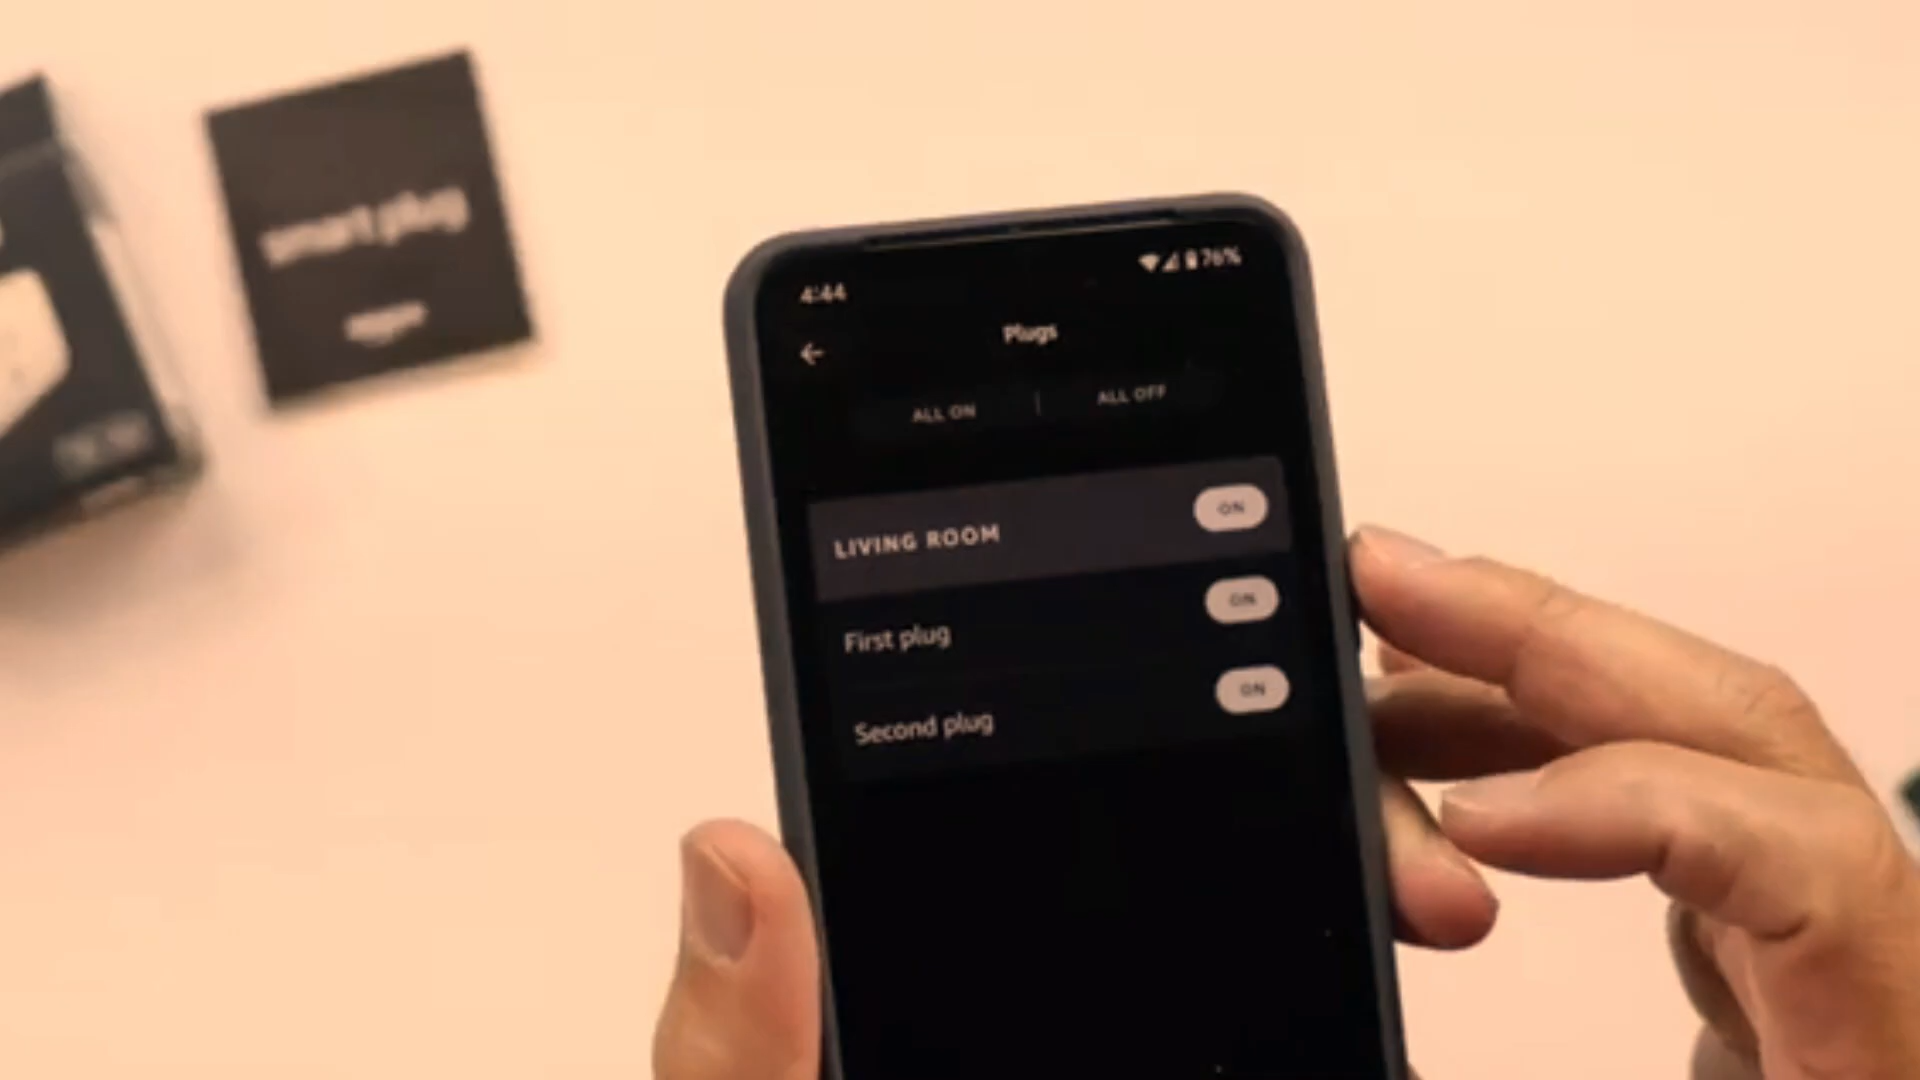 smart plug
amazon
4:44
76%
Plugs
ALL ON | ALL OFF
LIVING ROOM
ON
First plug
ON
Second plug
ON